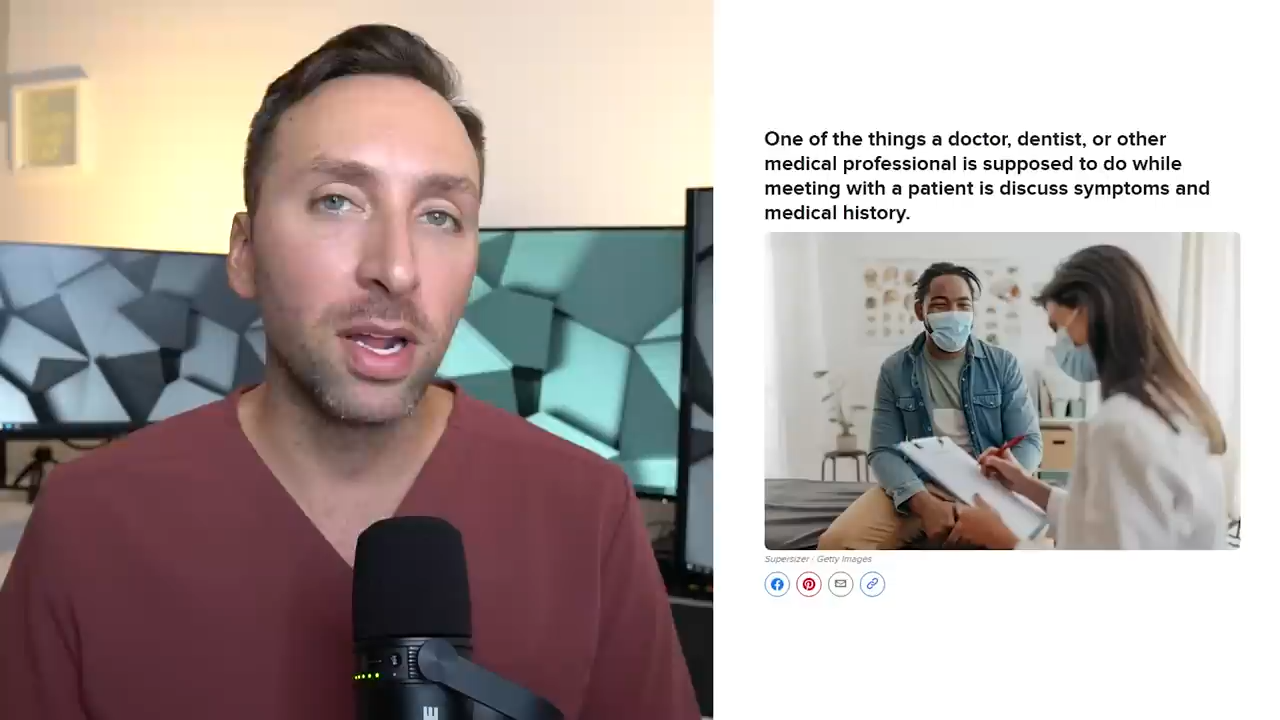 One of the things a doctor, dentist, or other
medical professional is supposed to do while
meeting with a patient is discuss symptoms and
medical history.
Supersizer · Getty Images